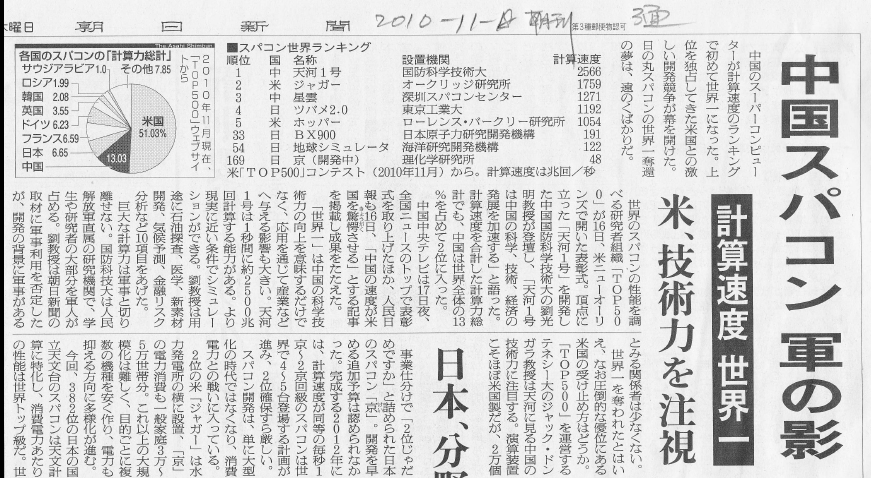 曜日 朝日新聞 2010-11-18 朝刊 3面 第3種郵便物認可
The Asahi Shimbun
各国のスパコンの「計算力総計」
サウジアラビア1.0 その他7.85
ロシア1.99
韓国 2.08
英国 3.55
ドイツ 6.23
フランス6.59
日本 6.65
中国 13.03
米国 51.03%
2010年11月現在、
「TOP500」ウェブサイ
トから
■スパコン世界ランキング
順位 国 名称 設置機関 計算速度
1 中 天河1号 国防科学技術大 2566
2 米 ジャガー オークリッジ研究所 1759
3 中 星雲 深圳スパコンセンター 1271
4 日 ツバメ2.0 東京工業大 1192
5 米 ホッパー ローレンス・バークリー研究所 1054
33 日 BX900 日本原子力研究開発機構 191
54 日 地球シミュレータ 海洋研究開発機構 122
169 日 京(開発中) 理化学研究所 48
米「TOP500」コンテスト(2010年11月)から。計算速度は兆回/秒
中国スパコン 軍の影
計算速度 世界一
米、技術力を注視
中国のスーパーコンピュー
ターが計算速度のランキング
で初めて世界一になった。上
位を独占してきた米国との激
しい開発競争が幕を開けた。
日の丸スパコンの世界一奪還
の夢は、遠のくばかりだ。
世界のスパコンの性能を調
べる研究者組織「TOP50
0」が16日、米ニューオーリ
ンズで開いた表彰式。頂点に
立った「天河1号」を開発し
た中国国防科学技術大の劉光
明教授が登壇し、「天河1号
は中国の科学、技術、経済の
発展を加速する」と語った。
計算速度を合計した計算力総
計でも、中国は世界全体の13
%を占めて2位に入った。
中国中央テレビは17日夜、
全国ニュースのトップで表彰
式を取り上げたほか、人民日
報も16日、「中国の速度が米
国を驚愕させる」とする記事
を掲載し成果をたたえた。
「世界一」は中国の科学技
術力の向上を意味するだけで
なく、応用を通じて産業など
へ与える影響も大きい。天河
1号は1秒間に約2500兆
回計算する能力がある。より
現実に近い条件でシミュレー
ションができる。劉教授は用
途に石油探査、医学、新素材
開発、気候予測、金融リスク
分析など10項目をあげた。
巨大な計算力は軍事と切り
離せない。国防科技大は人民
解放軍直属の研究機関で、学
生や研究者の大部分を軍人が
占める。劉教授は朝日新聞の
取材に軍事利用を否定した
が、開発の背景に軍事がある
とみる関係者は少なくない。
世界一を奪われたとはい
え、なお圧倒的な優位にある
米国の受け止め方はどうか。
「TOP500」を運営する
テネシー大のジャック・ドン
ガラ教授は天河に見る中国の
技術力に注目する。演算装置
こそほぼ米国製だが、2万個
日本、分野
事業仕分けで「2位じゃだ
めですか」と詰められた日本
のスパコン「京」。開発を早
める追加予算は認められなか
った。完成する2012年に
は、計算速度が同等の毎秒1
京〜2京回級のスパコンは世
界で4〜5台登場する計画が
進み、2位確保すら厳しい。
スパコン開発は、単に大型
化の時代ではなくなり、消費
電力との戦いに入っている。
2位の米「ジャガー」は水
力発電所の横に設置。「京」
の電力消費も一般家庭3万〜
5万世帯分。これ以上の大規
模化は難しく、目的ごとに複
数の機種を安く作り、電力も
抑える方向に多様化が進む。
今回、382位の日本の国
立天文台のスパコンは天文計
算に特化し、消費電力あたり
の性能は世界トップ級だ。世